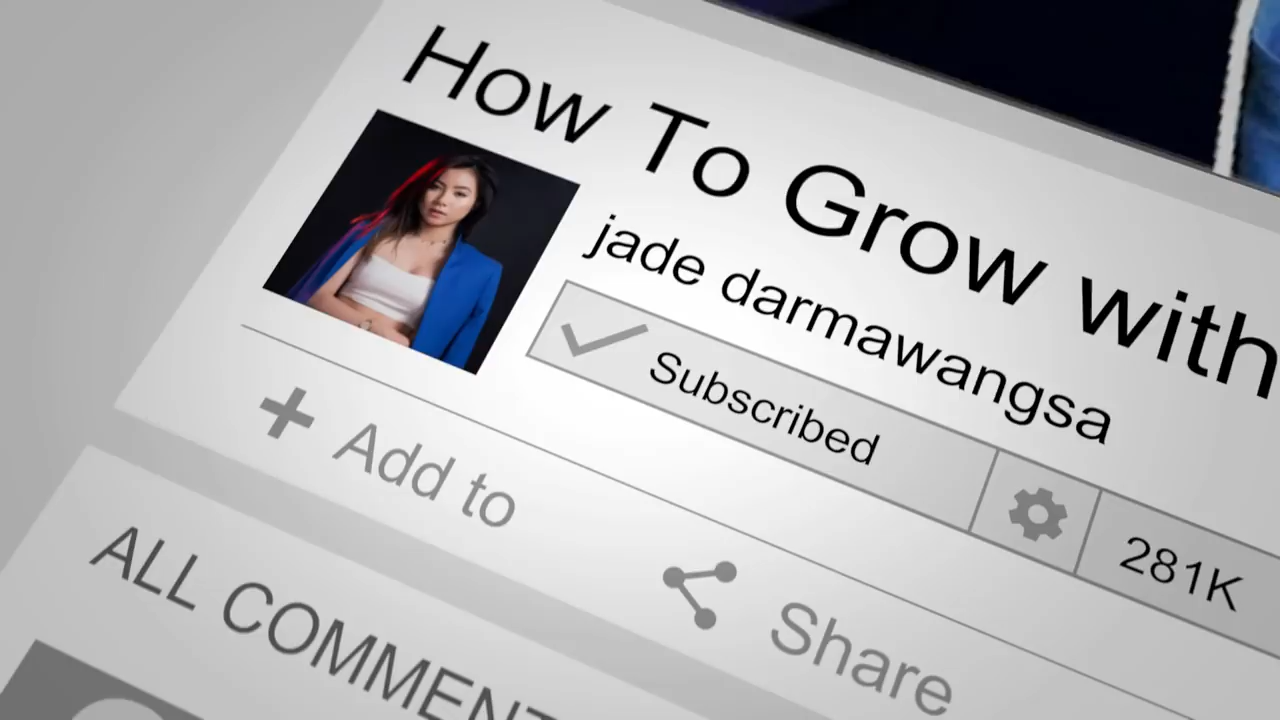 How To Grow with
jade darmawangsa
Subscribed
281K
Add to
Share
ALL COMMENT